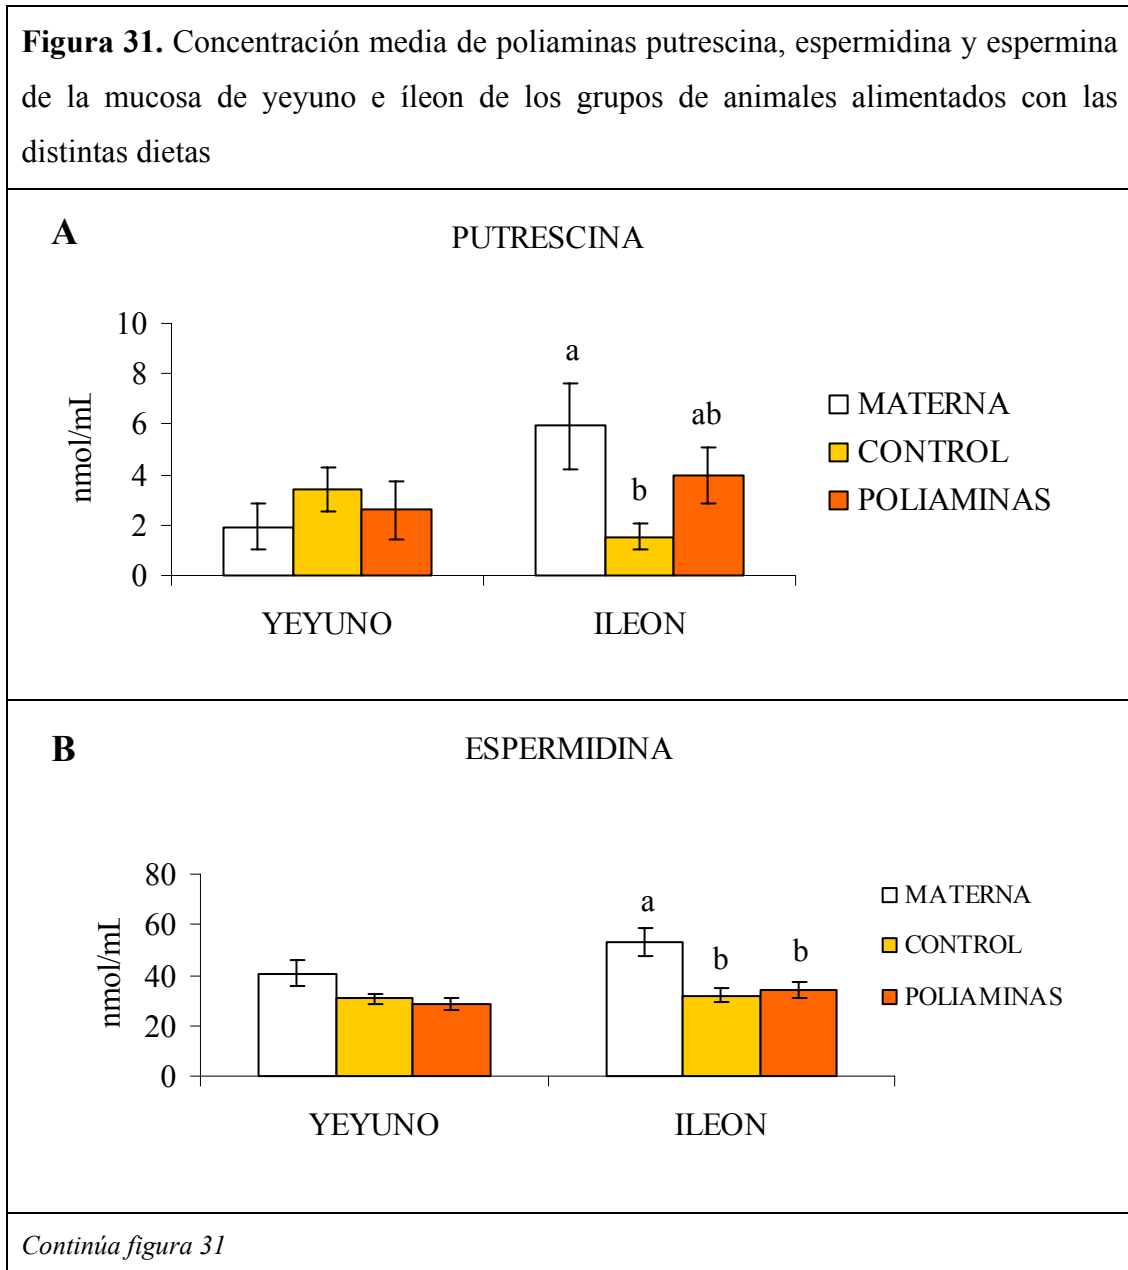 Figura 31. Concentración media de poliaminas putrescina, espermidina y espermina
de la mucosa de yeyuno e íleon de los grupos de animales alimentados con las
distintas dietas
A
PUTRESCINA
10
8
6
4
2
0
nmol/mL
a
b
ab
YEYUNO
ILEON
MATERNA
CONTROL
POLIAMINAS
B
ESPERMIDINA
80
60
40
20
0
nmol/mL
a
b
b
YEYUNO
ILEON
MATERNA
CONTROL
POLIAMINAS
Continúa figura 31